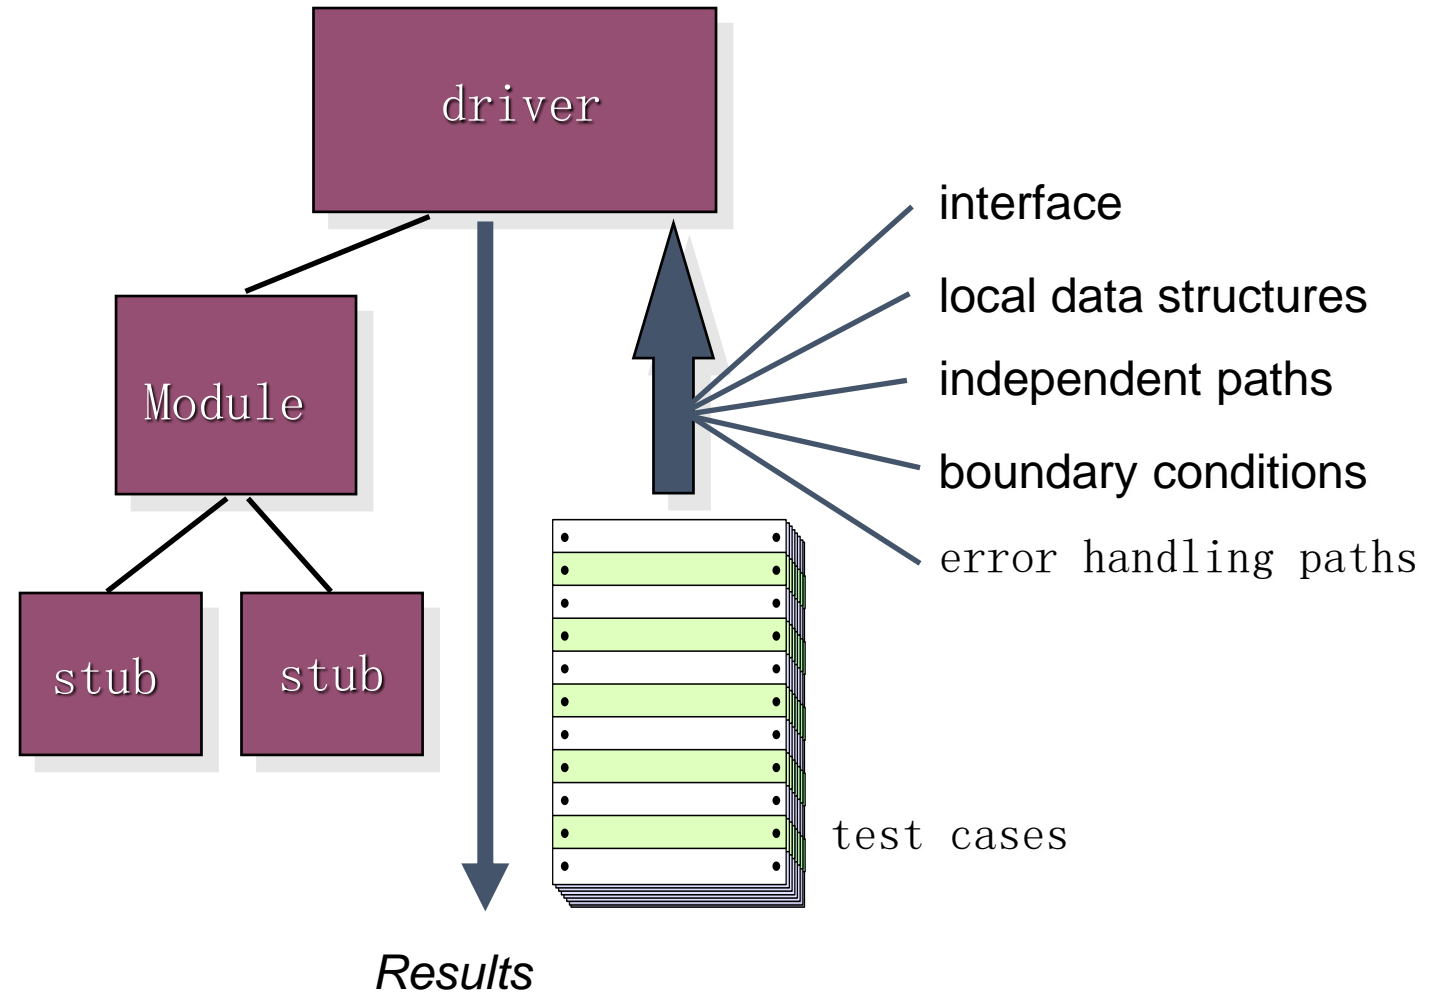 driver
interface
local data structures
Module
independent paths
boundary conditions
error handling paths
stub
stub
test cases
Results